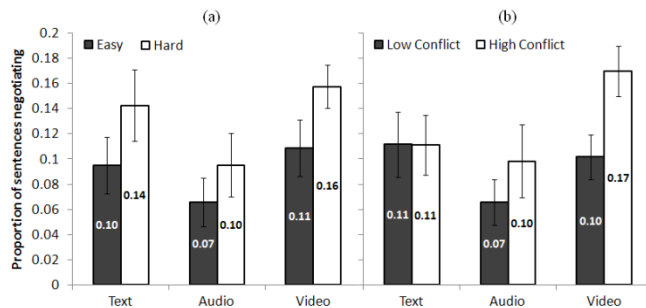 (a) (b)
Proportion of sentences negotiating
0.2
0.18
0.16
0.14
0.12
0.1
0.08
0.06
0.04
0.02
0
Easy Hard
Low Conflict High Conflict
0.10 0.14 0.07 0.10 0.11 0.16 0.11 0.11 0.07 0.10 0.10 0.17
Text Audio Video Text Audio Video